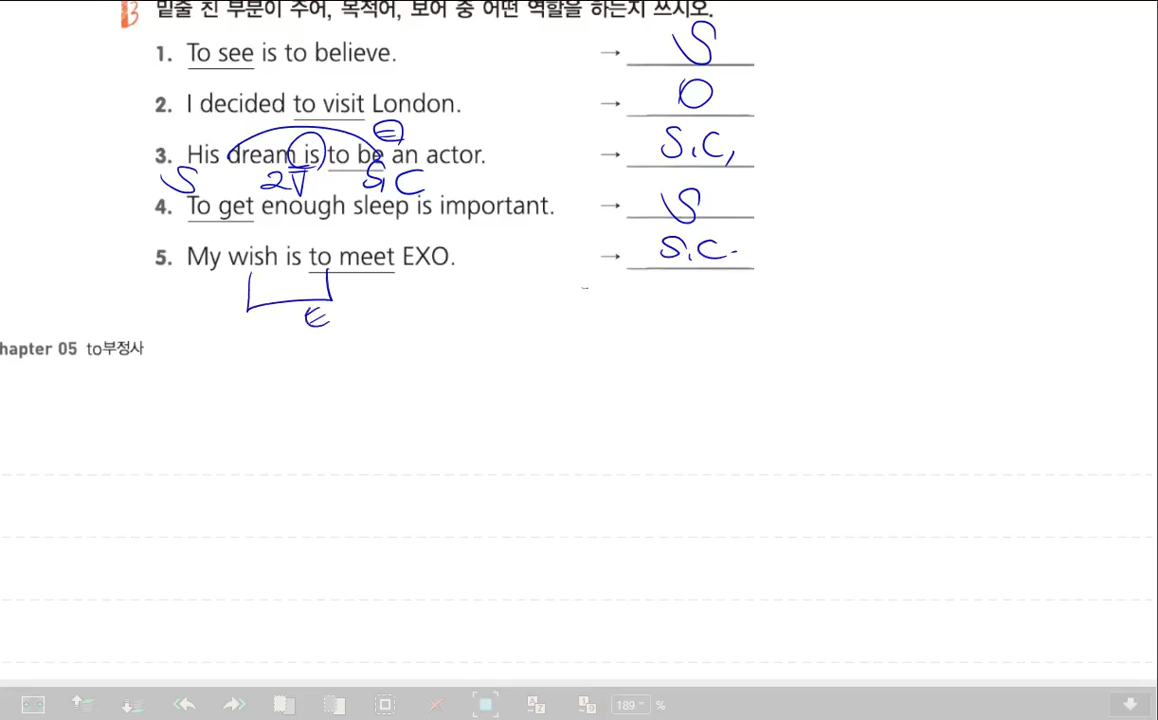 B 밑줄 친 부분이 주어, 목적어, 보어 중 어떤 역할을 하는지 쓰시오.
1. To see is to believe. → S
2. I decided to visit London. → O
=
3. His dream is to be an actor. → S.C,
S 2V S.C
4. To get enough sleep is important. → S
5. My wish is to meet EXO. → S.C.
hapter 05 to부정사
189 %